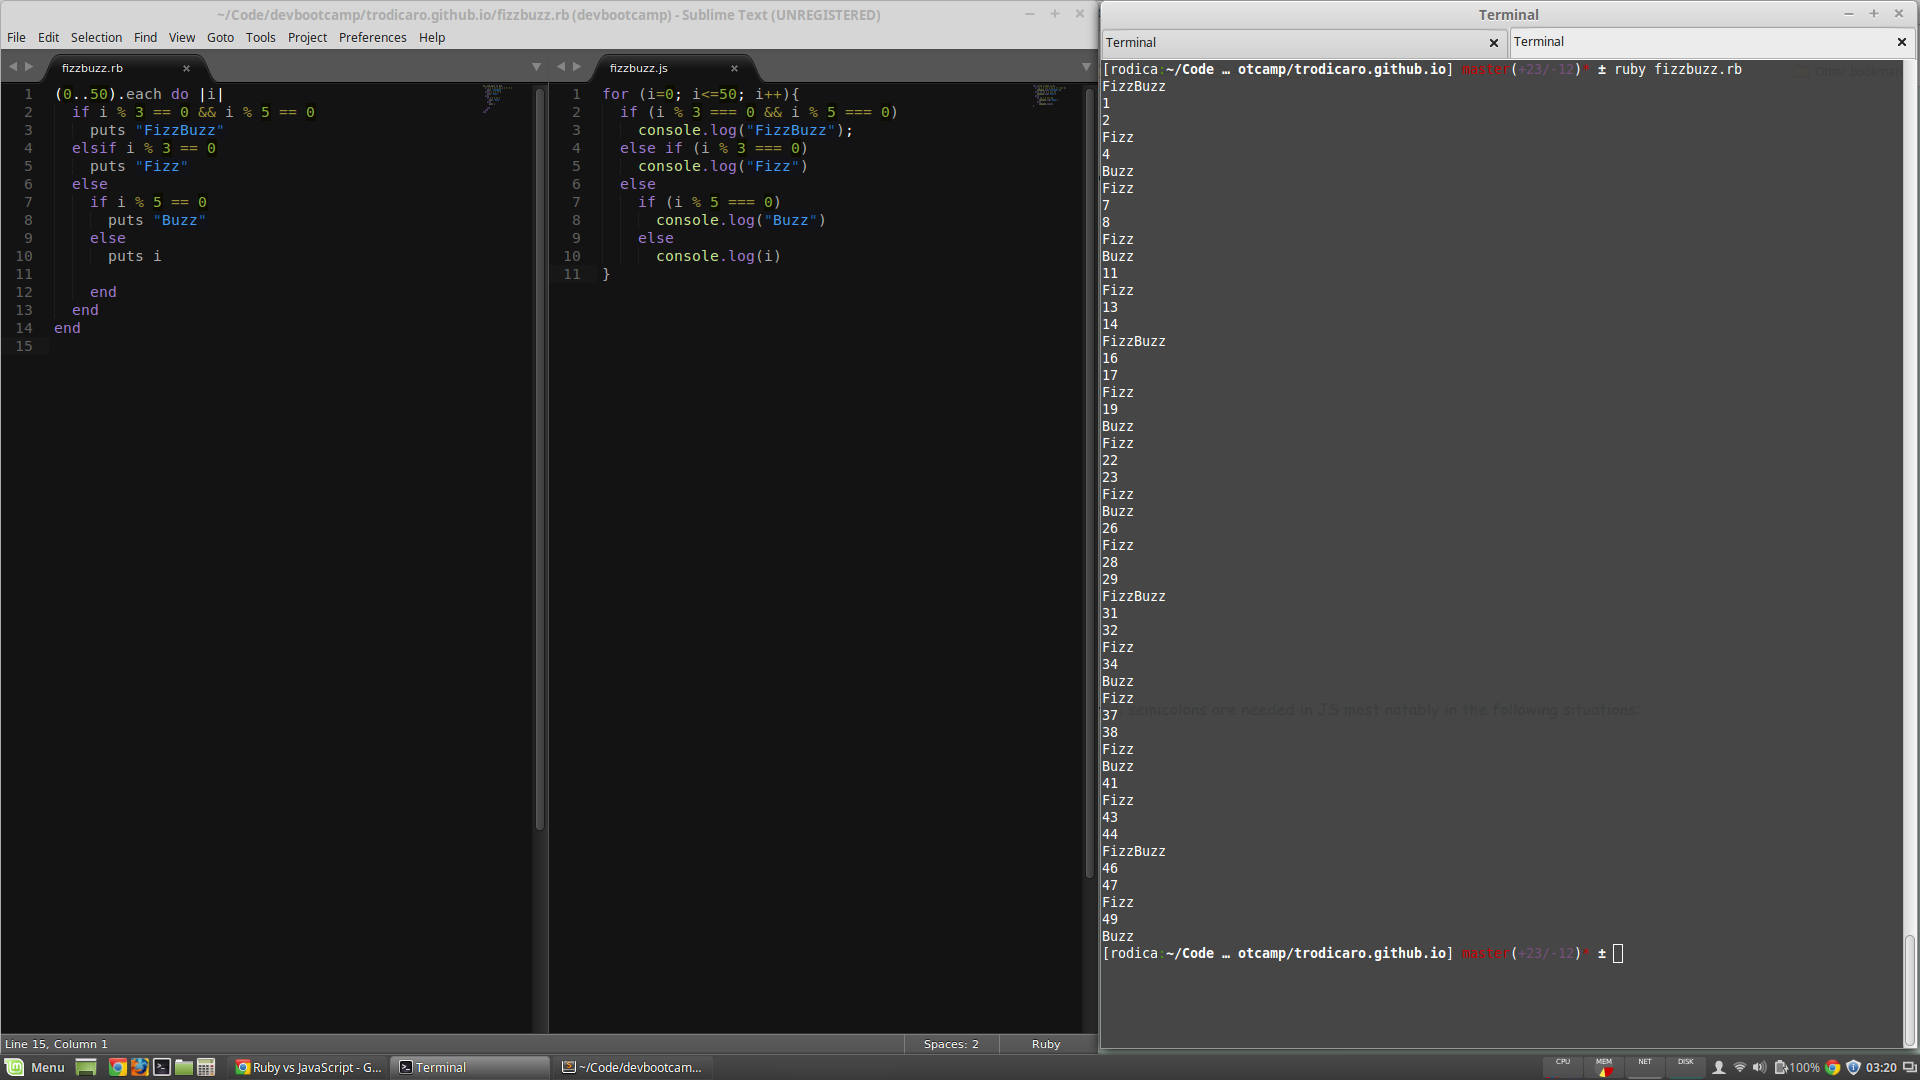 ~/Code/devbootcamp/trodicaro.github.io/fizzbuzz.rb (devbootcamp) - Sublime Text (UNREGISTERED)
File Edit Selection Find View Goto Tools Project Preferences Help
fizzbuzz.rb
1 (0..50).each do |i|
2 if i % 3 == 0 && i % 5 == 0
3 puts "FizzBuzz"
4 elsif i % 3 == 0
5 puts "Fizz"
6 else
7 if i % 5 == 0
8 puts "Buzz"
9 else
10 puts i
11
12 end
13 end
14 end
15
fizzbuzz.js
1 for (i=0; i<=50; i++){
2 if (i % 3 === 0 && i % 5 === 0)
3 console.log("FizzBuzz");
4 else if (i % 3 === 0)
5 console.log("Fizz")
6 else
7 if (i % 5 === 0)
8 console.log("Buzz")
9 else
10 console.log(i)
11 }
Line 15, Column 1
Spaces: 2
Ruby
Terminal
Terminal
Terminal
[rodica:~/Code … otcamp/trodicaro.github.io] master(+23/-12)* ± ruby fizzbuzz.rb
FizzBuzz
1
2
Fizz
4
Buzz
Fizz
7
8
Fizz
Buzz
11
Fizz
13
14
FizzBuzz
16
17
Fizz
19
Buzz
Fizz
22
23
Fizz
Buzz
26
Fizz
28
29
FizzBuzz
31
32
Fizz
34
Buzz
Fizz
37
semicolons are needed in JS most notably in the following situations:
38
Fizz
Buzz
41
Fizz
43
44
FizzBuzz
46
47
Fizz
49
Buzz
[rodica:~/Code … otcamp/trodicaro.github.io] master(+23/-12)* ±
Menu
Ruby vs JavaScript - G...
Terminal
~/Code/devbootcam...
CPU
MEM
NET
DISK
100%
03:20